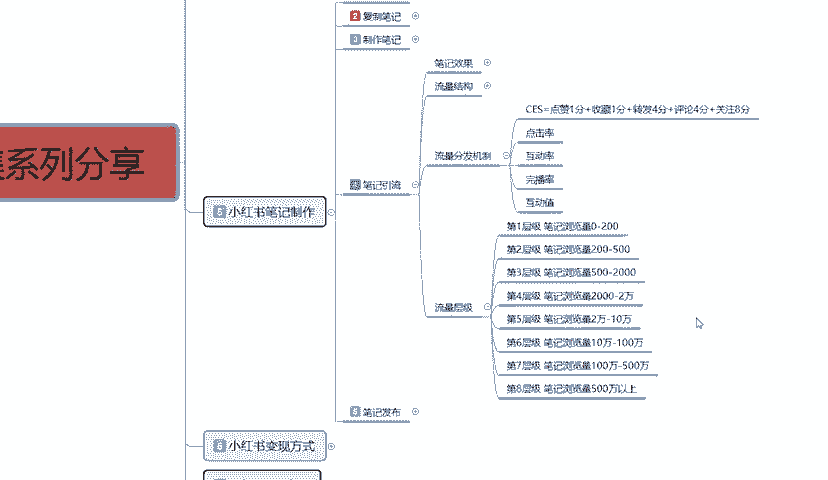 2 复制笔记
3 制作笔记
笔记效果
流量结构
CES=点赞1分+收藏1分+转发4分+评论4分+关注8分
点击率
流量分发机制
互动率
完播率
笔记引流
互动值
系列分享
5 小红书笔记制作
第1层级 笔记浏览量0-200
第2层级 笔记浏览量200-500
第3层级 笔记浏览量500-2000
第4层级 笔记浏览量2000-2万
流量层级
第5层级 笔记浏览量2万-10万
第6层级 笔记浏览量10万-100万
第7层级 笔记浏览量100万-500万
第8层级 笔记浏览量500万以上
5 笔记发布
6 小红书变现方式